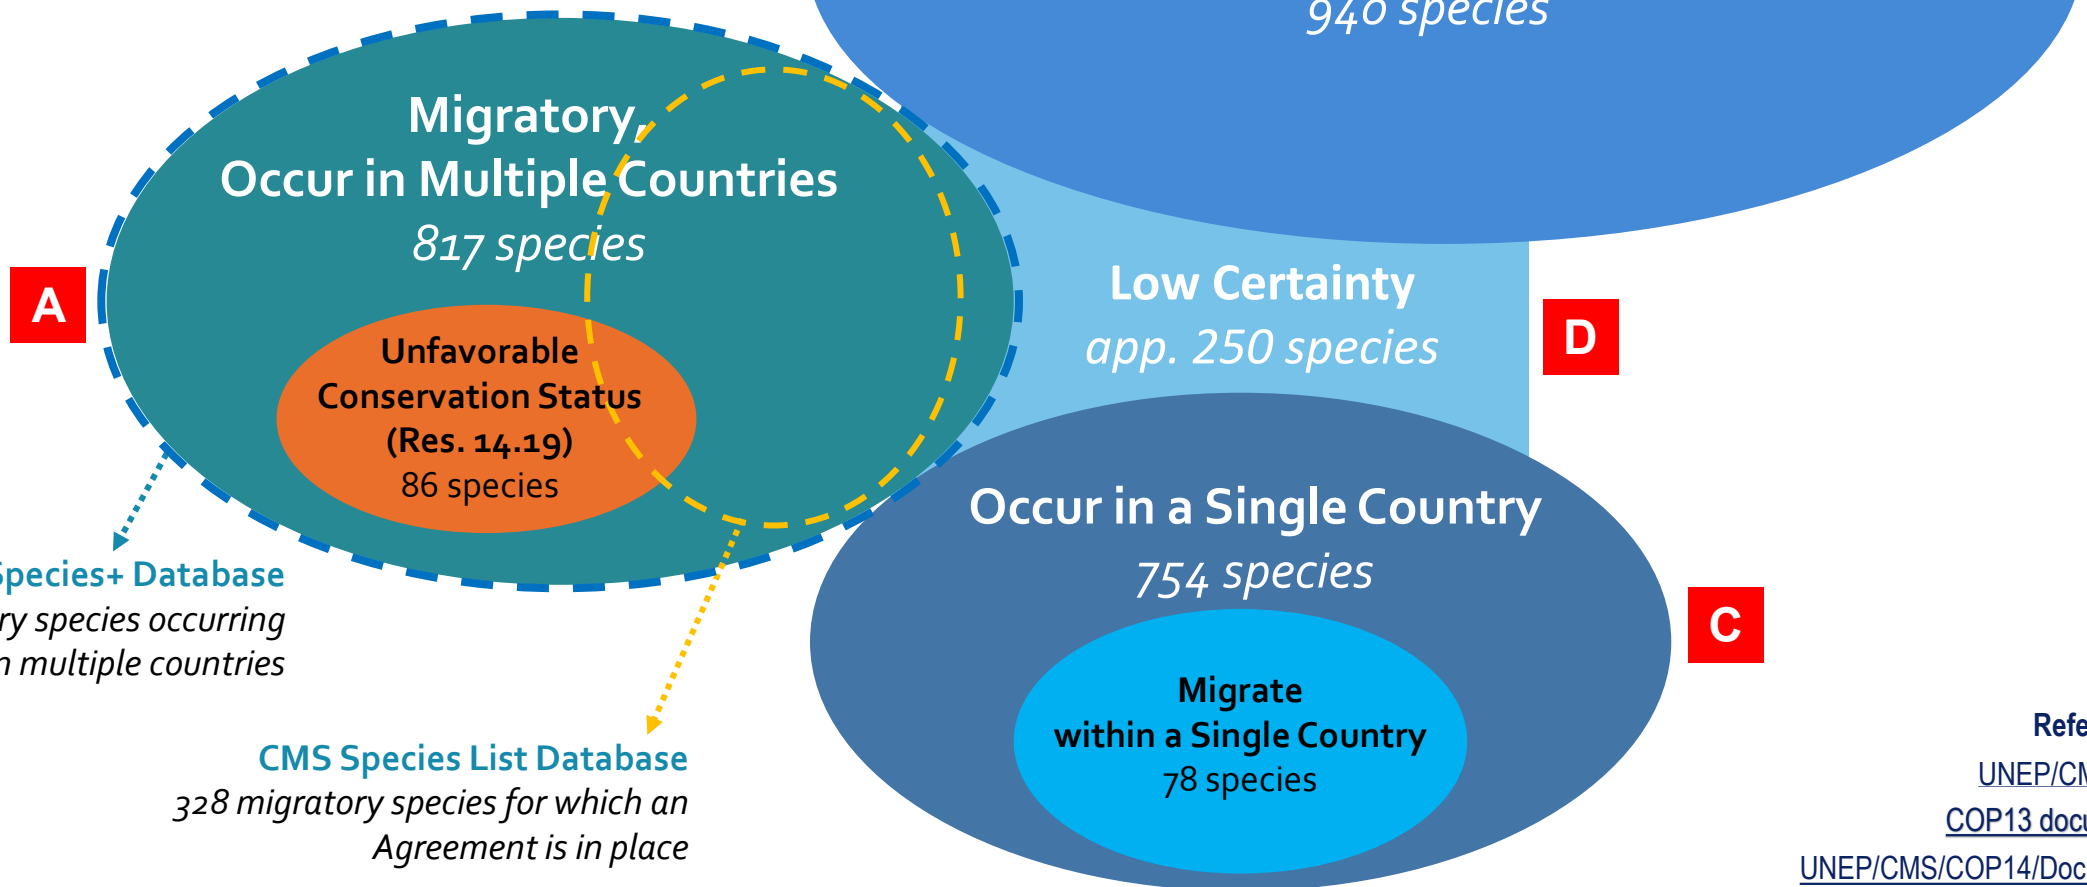 940 species
Migratory,
Occur in Multiple Countries
817 species
A
Unfavorable
Conservation Status
(Res. 14.19)
86 species
Low Certainty
app. 250 species
D
Occur in a Single Country
754 species
C
Migrate
within a Single Country
78 species
Species+ Database
species occurring
multiple countries
CMS Species List Database
328 migratory species for which an
Agreement is in place
UNEP/CM
COP13
UNEP/CMS/COP14/Doc